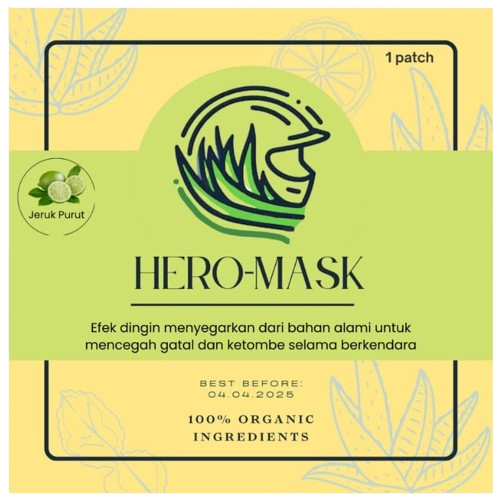 1 patch
Jeruk Purut
HERO-MASK
Efek dingin menyegarkan dari bahan alami untuk
mencegah gatal dan ketombe selama berkendara
BEST BEFORE:
04.04.2025
100% ORGANIC
INGREDIENTS